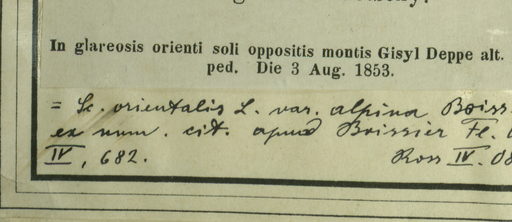 In glareosis orienti soli oppositis montis Gisyl Deppe alt.
ped. Die 3 Aug. 1853.
= Sc. orientalis L. var. alpina Boiss.
ex num. cit. apud Boissier Fl.
IV, 682.
Ross IV. 08